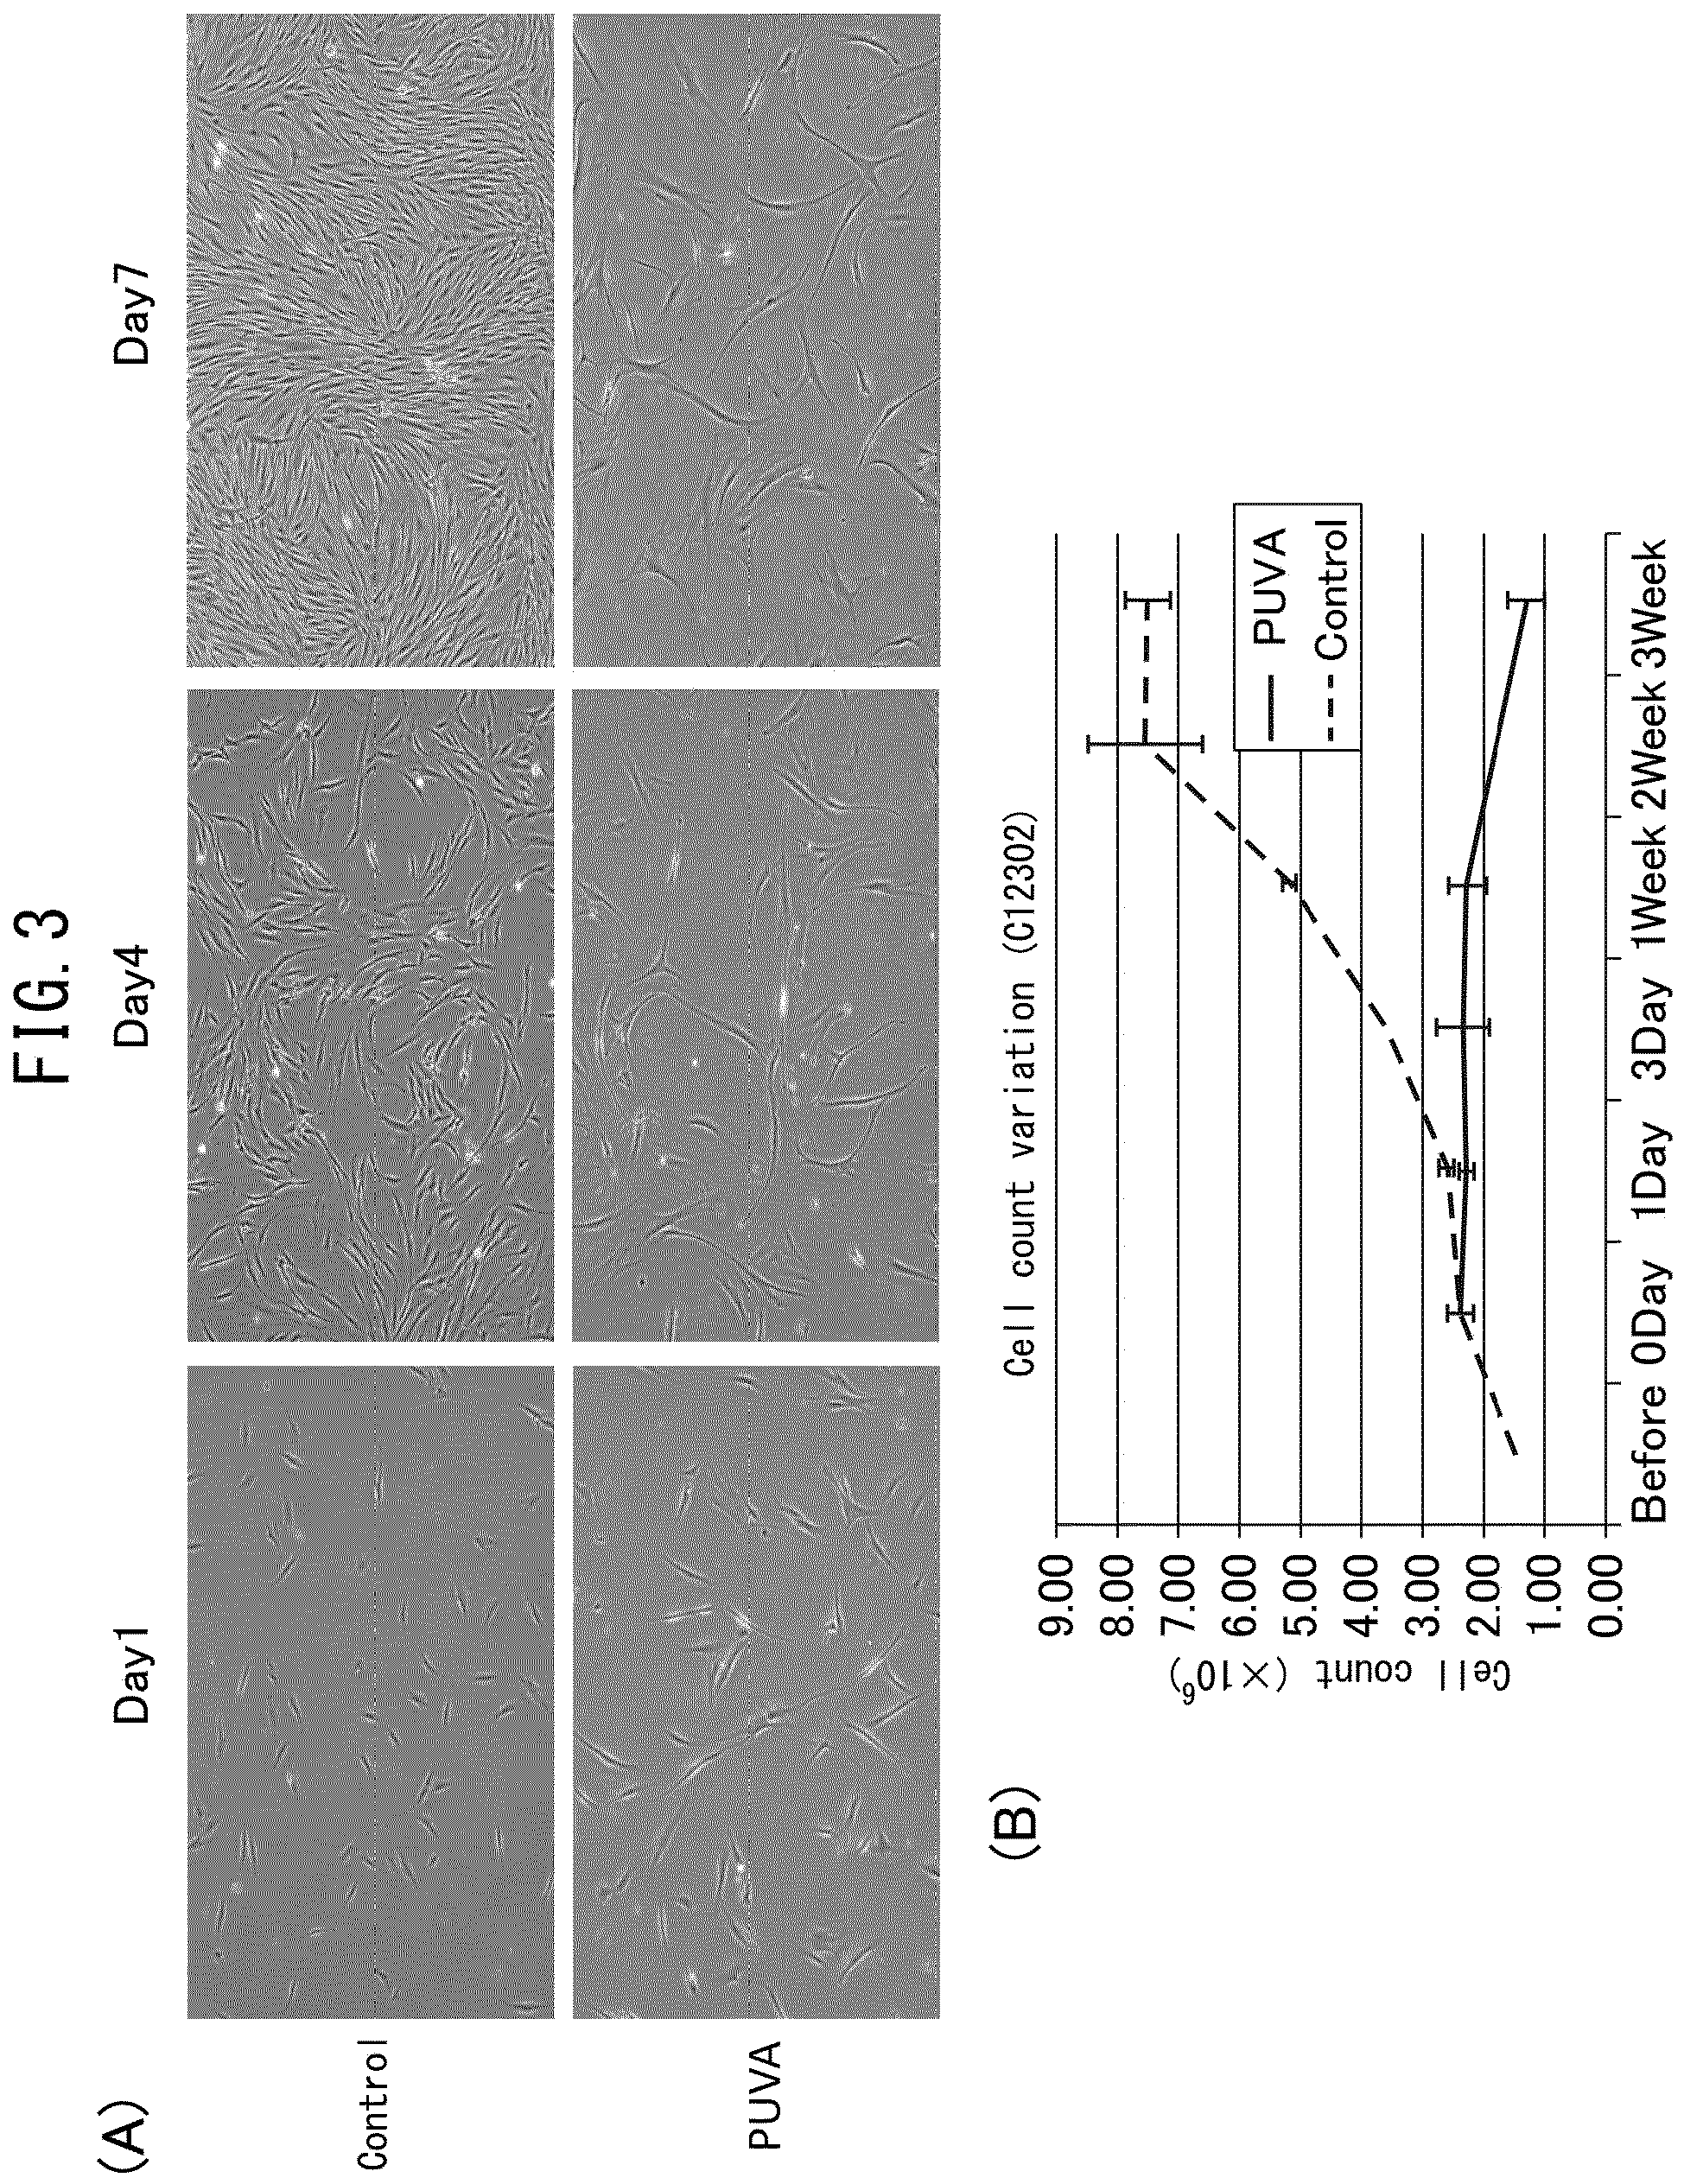 FIG. 3
(A)
Day1 Day4 Day7
Control
PUVA
(B)
Cell count variation (C12302)
Cell count (×10⁶)
9.00
8.00
7.00
6.00
5.00
4.00
3.00
2.00
1.00
0.000
PUVA
Control
Before 0Day 1Day 3Day 1Week 2Week 3Week